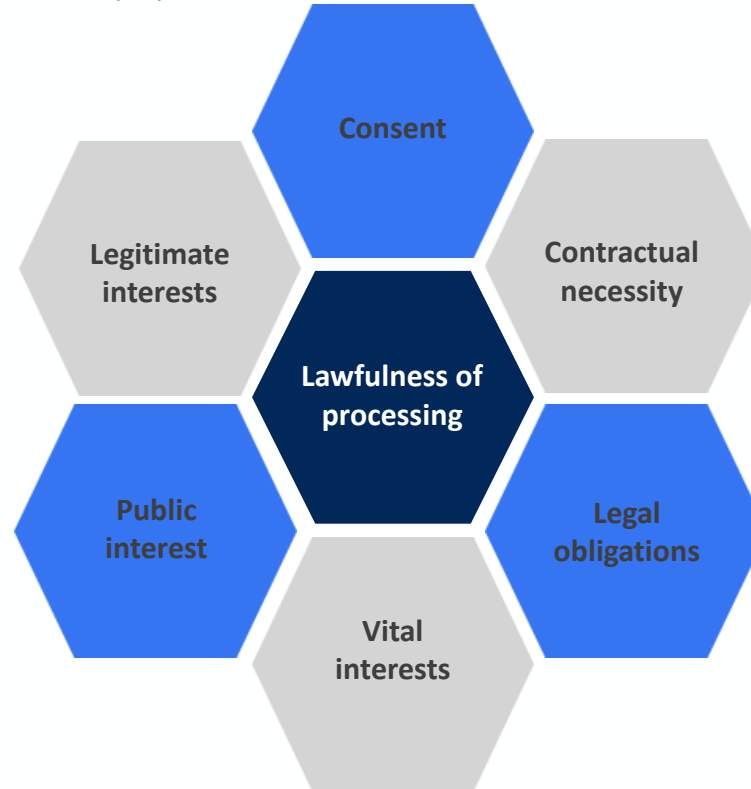 Consent
Legitimate
interests
Contractual
necessity
Lawfulness of
processing
Public
interest
Legal
obligations
Vital
interests